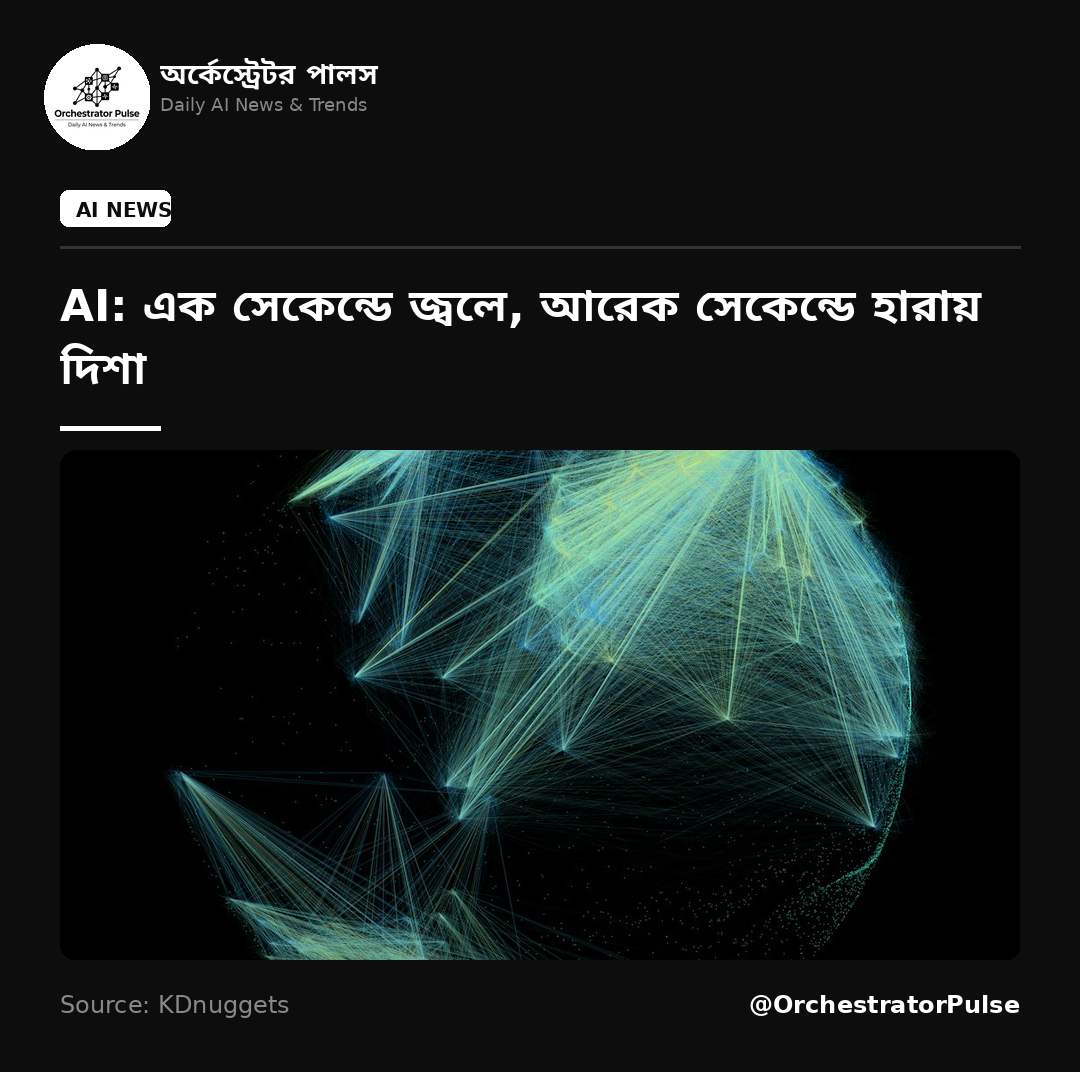 অর্কেস্ট্রেটর পালস
Daily AI News & Trends
Orchestrator Pulse
Daily AI News & Trends
AI NEWS
AI: এক সেকেন্ডে জ্বলে, আরেক সেকেন্ডে হারায়
দিশা
Source: KDnuggets
@OrchestratorPulse